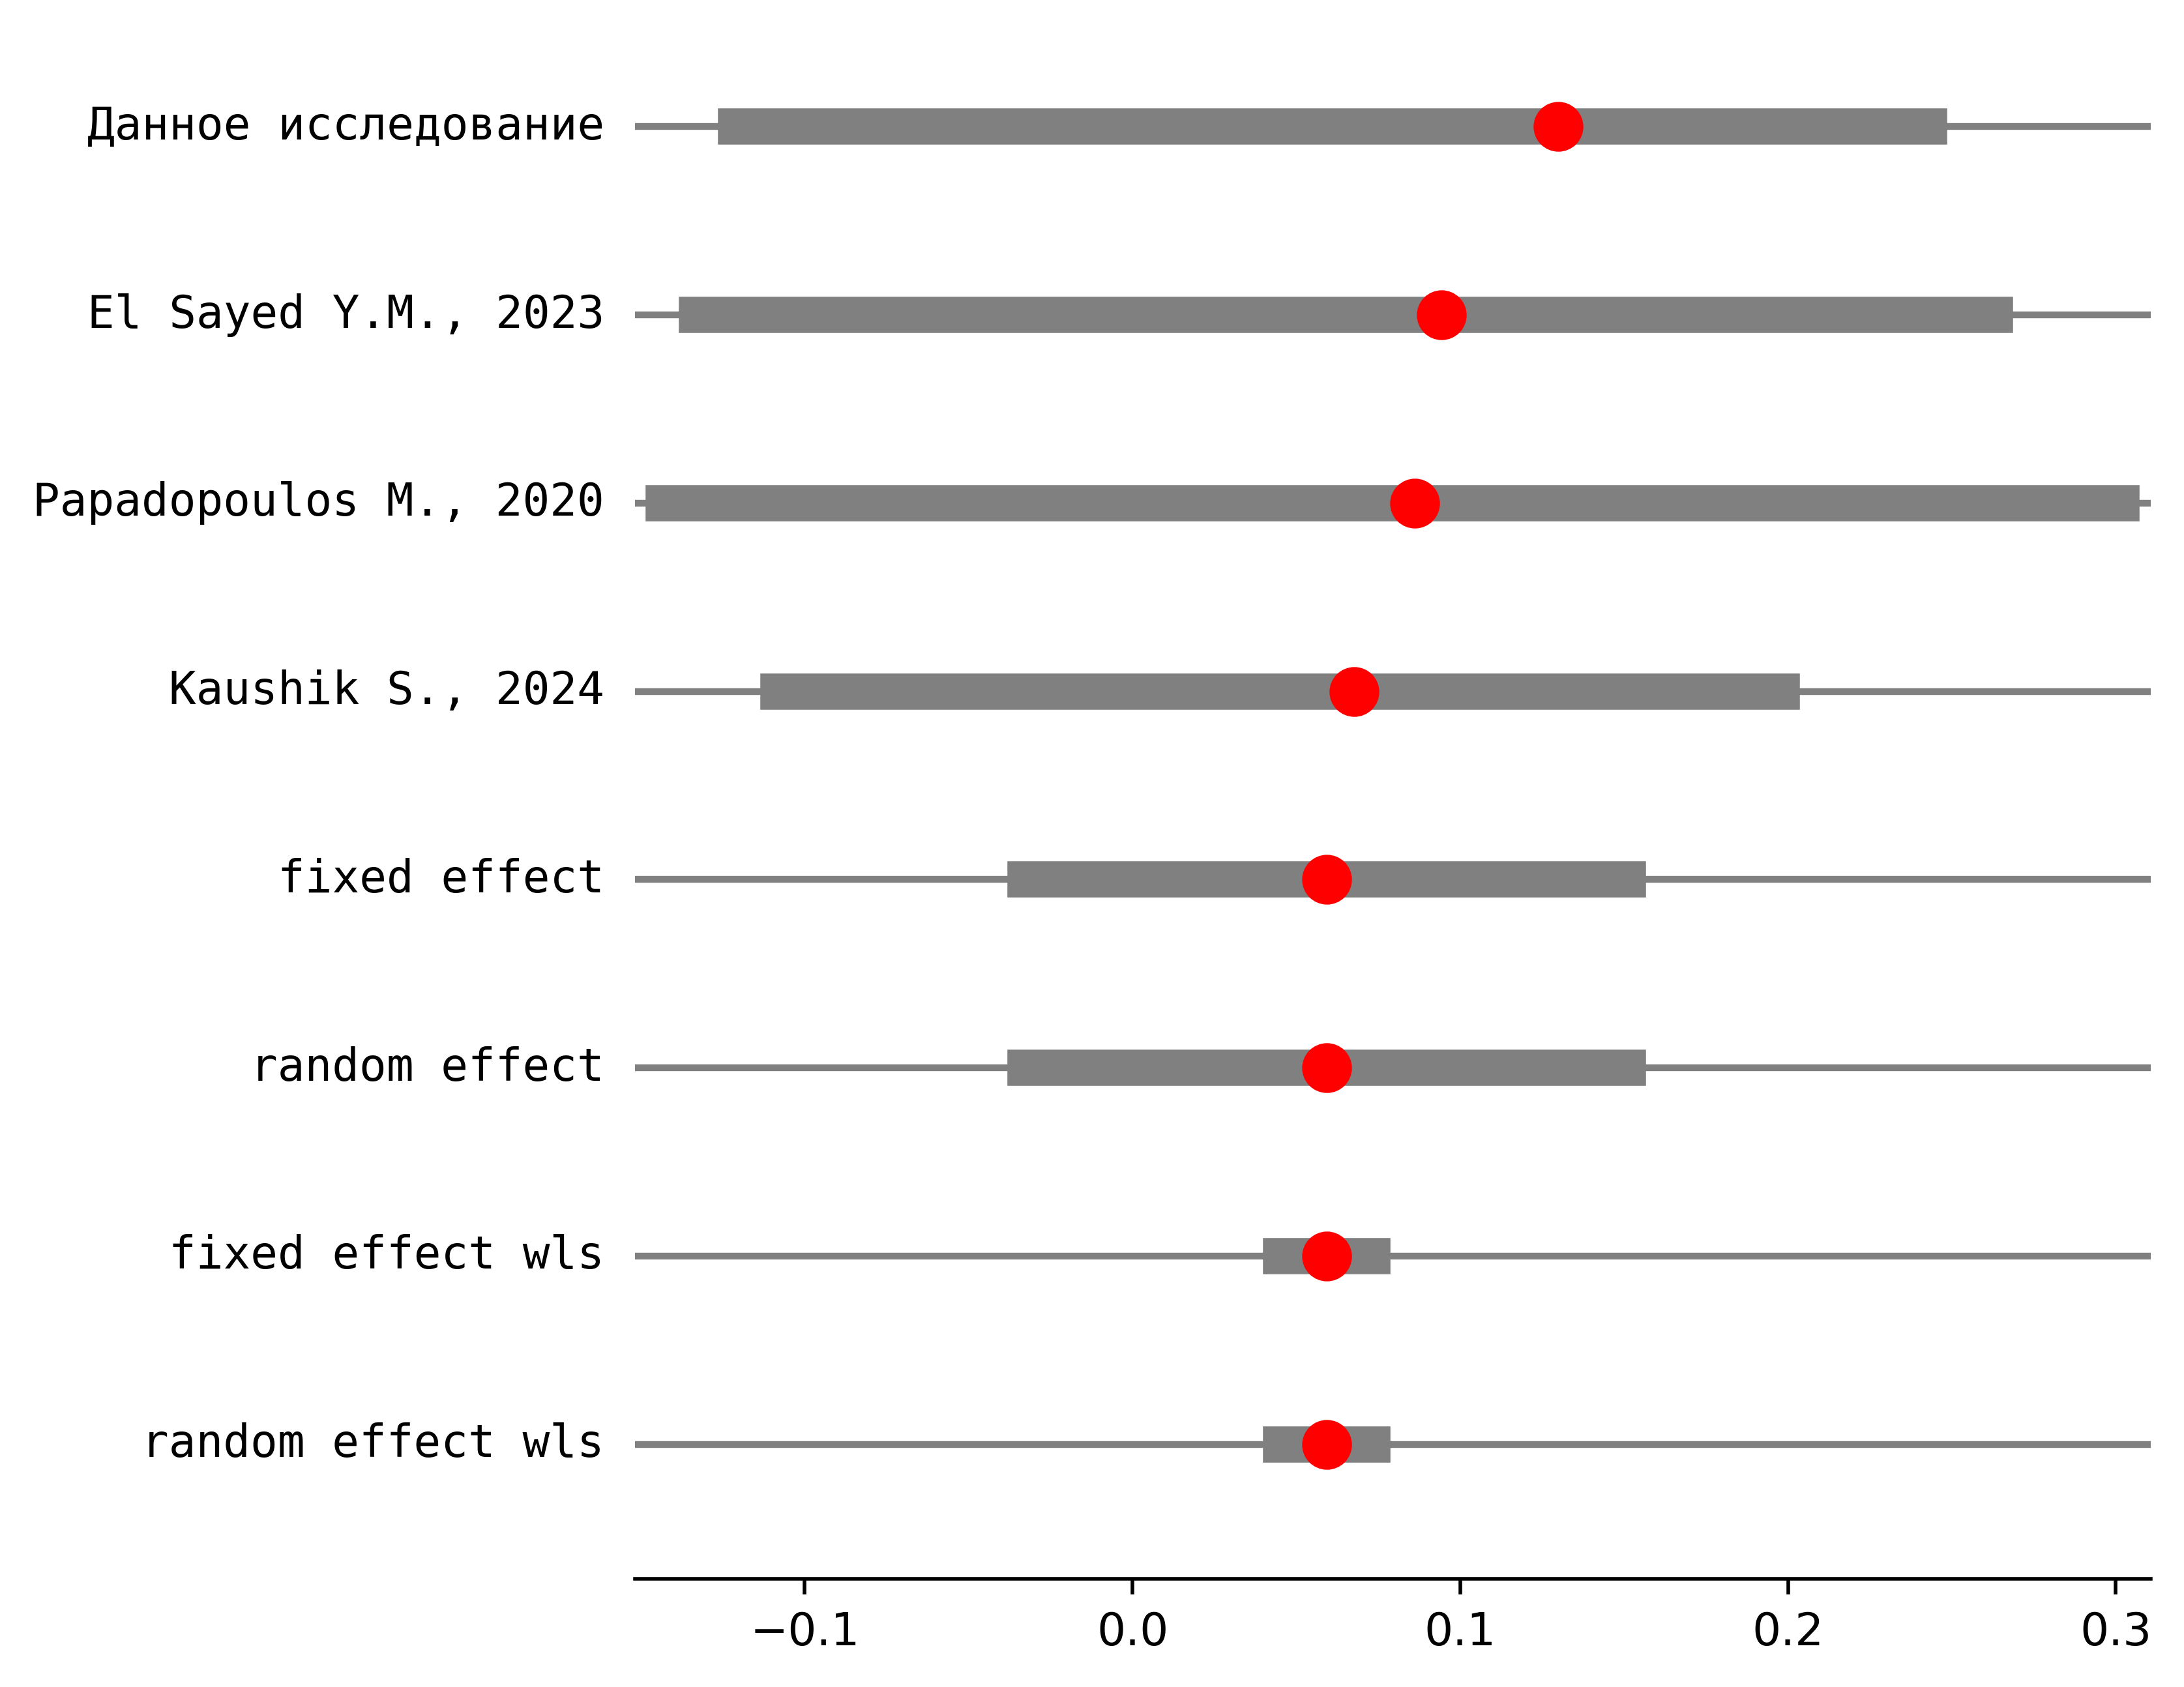 Данное исследование
El Sayed Y.M., 2023
Papadopoulos M., 2020
Kaushik S., 2024
fixed effect
random effect
fixed effect wls
random effect wls
−0.1 0.0 0.1 0.2 0.3